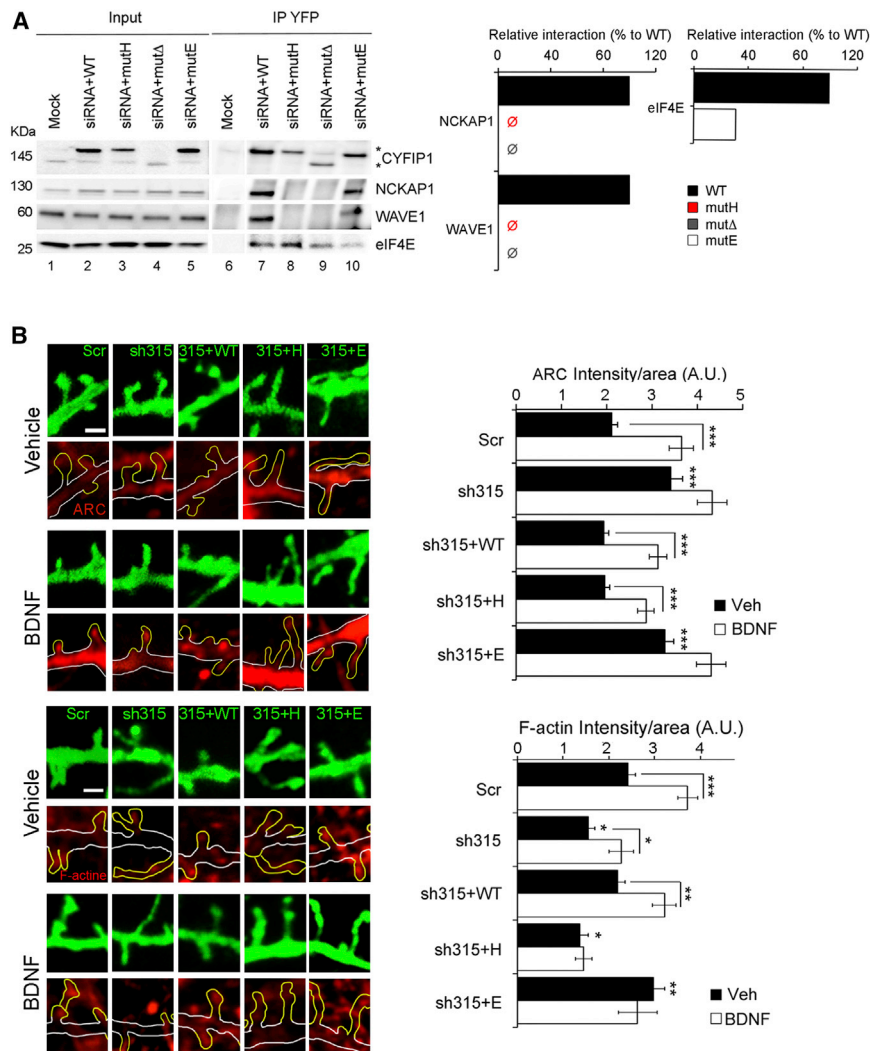 A
Input
IP YFP
Mock
siRNA+WT
siRNA+mutH
siRNA+mutΔ
siRNA+mutE
Mock
siRNA+WT
siRNA+mutH
siRNA+mutΔ
siRNA+mutE
KDa
145
130
60
25
*
*
CYFIP1
NCKAP1
WAVE1
eIF4E
1 2 3 4 5 6 7 8 9 10
Relative interaction (% to WT)
0 60 120
NCKAP1
Ø
Ø
WAVE1
Ø
Ø
Relative interaction (% to WT)
0 60 120
eIF4E
WT
mutH
mutΔ
mutE
B
Scr sh315 315+WT 315+H 315+E
Vehicle
ARC
BDNF
Scr sh315 315+WT 315+H 315+E
Vehicle
F-actine
BDNF
ARC Intensity/area (A.U.)
0 1 2 3 4 5
Scr
***
sh315
***
sh315+WT
***
sh315+H
***
sh315+E
***
Veh
BDNF
F-actin Intensity/area (A.U.)
0 1 2 3 4
Scr
***
sh315
*
*
sh315+WT
**
sh315+H
*
sh315+E
**
Veh
BDNF